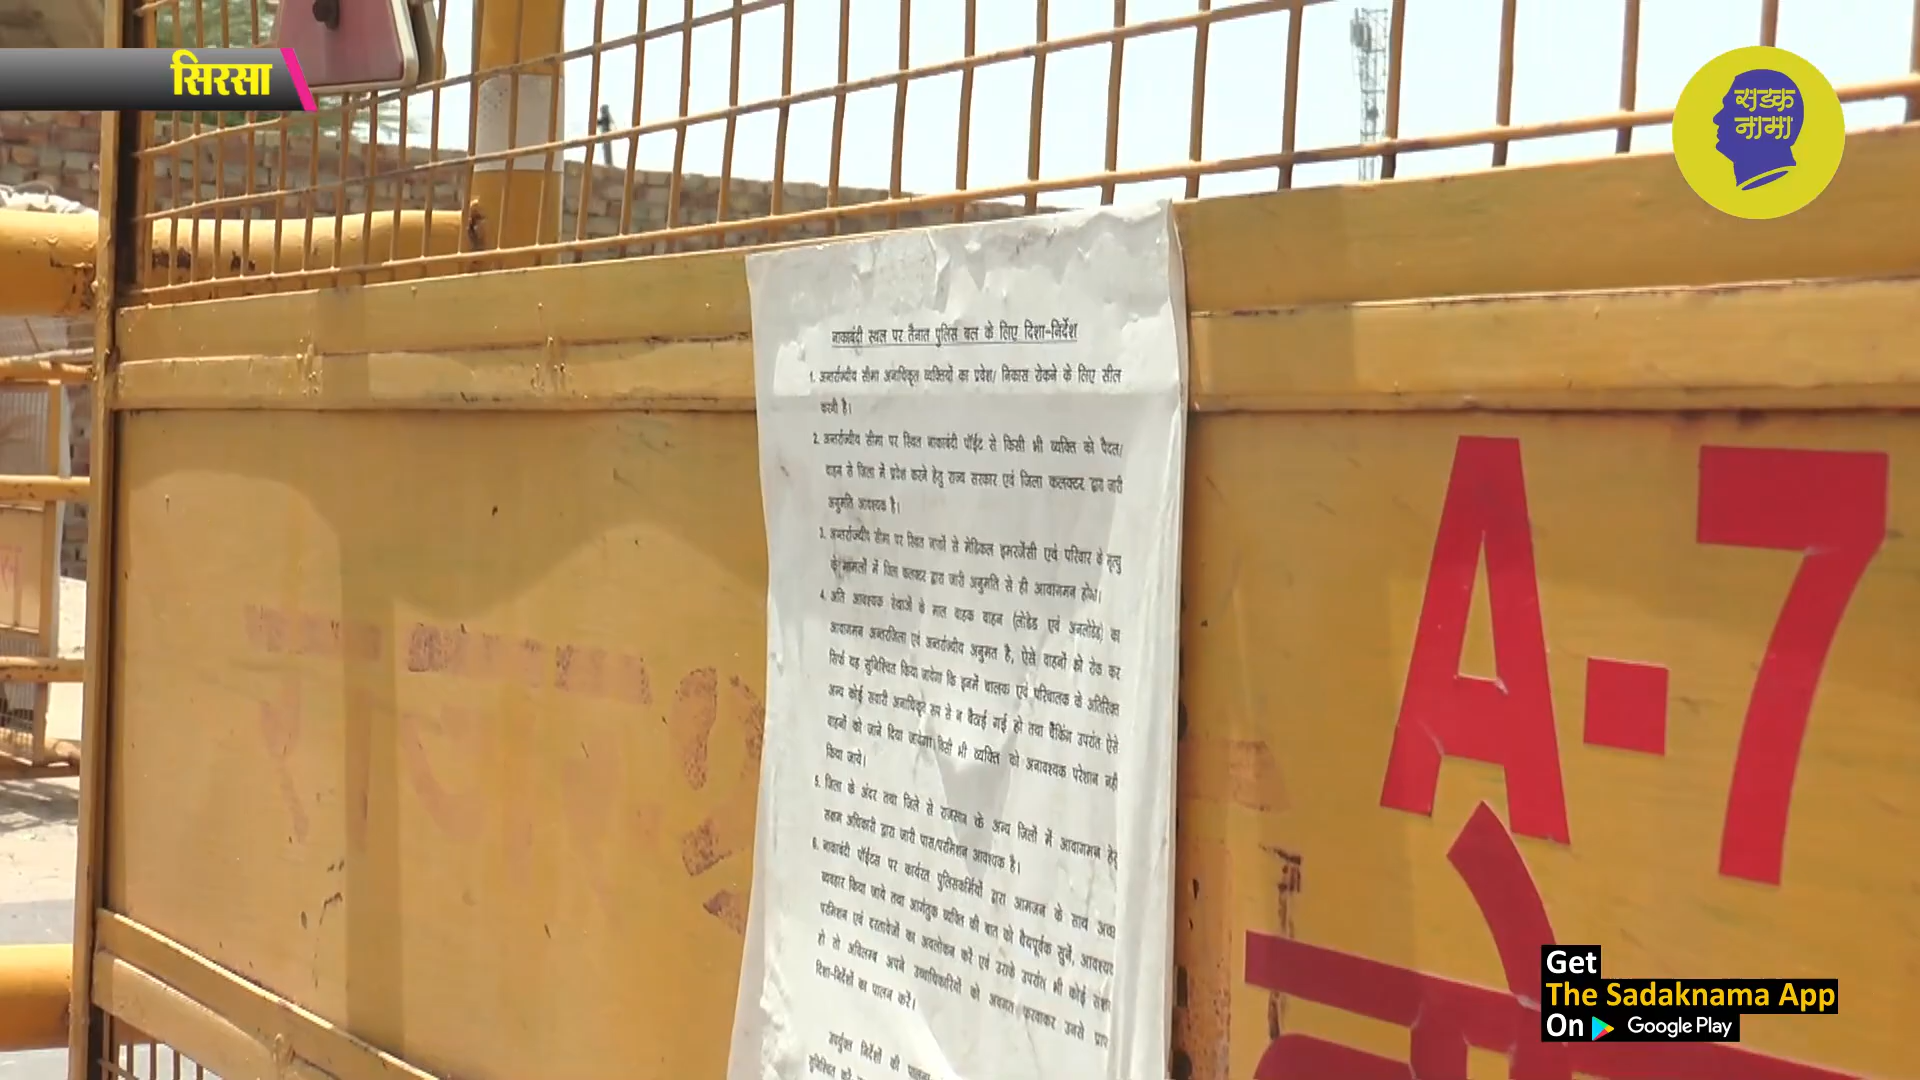 सिरसा
सड़क
नामा
नाकाबंदी स्थल पर तैनात पुलिस बल के लिए दिशा-निर्देश
1. अन्तर्राज्यीय सीमा अनाधिकृत व्यक्तियों का प्रवेश/ निकास रोकने के लिए सील
करनी है।
2. अन्तर्राज्यीय सीमा पर स्थित नाकाबंदी पॉईंट से किसी भी व्यक्ति को पैदल/
वाहन से जिला में प्रवेश करने हेतु राज्य सरकार एवं जिला कलक्टर द्वारा जारी
अनुमति आवश्यक है।
3. अन्तर्राज्यीय सीमा पर स्थित नाकों से मेडिकल इमरजेंसी एवं परिवार के मृत्यु
के मामलों में जिला कलक्टर द्वारा जारी अनुमति से ही आवागमन होगा।
4. अति आवश्यक सेवाओं के माल वाहक वाहन (लोडेड एवं अनलोडेड) का
आवागमन अन्तरजिला एवं अन्तर्राज्यीय अनुमत है, ऐसे वाहनों को रोक कर
सिर्फ यह सुनिश्चित किया जायेगा कि इनमें चालक एवं परिचालक के अतिरिक्त
अन्य कोई सवारी अनाधिकृत रूप से न बैठाई गई हो तथा चैकिंग उपरांत ऐसे
वाहनों को जाने दिया जायेगा। किसी भी व्यक्ति को अनावश्यक परेशान नही
किया जाये।
5. जिला के अंदर तथा जिले से राजस्थान के अन्य जिलों में आवागमन हेतु
सक्षम अधिकारी द्वारा जारी पास/परमिशन आवश्यक है।
6. नाकाबंदी पॉईंटस पर कार्यरत पुलिसकर्मियों द्वारा आमजन के साथ
व्यवहार किया जाये तथा आगंतुक व्यक्ति की बात को धैर्यपूर्वक सुनें,
परमिशन एवं दस्तावेजों का अवलोकन करें एवं उसके उपरांत भी कोई
हो तो अविलम्ब अपने उच्चाधिकारियों को अवगत करवाकर उनसे
दिशा-निर्देशों का पालन करें।
उपर्युक्त निर्देशों की पालना
सुनिश्चित करें
A-7
Get
The Sadaknama App
On Google Play